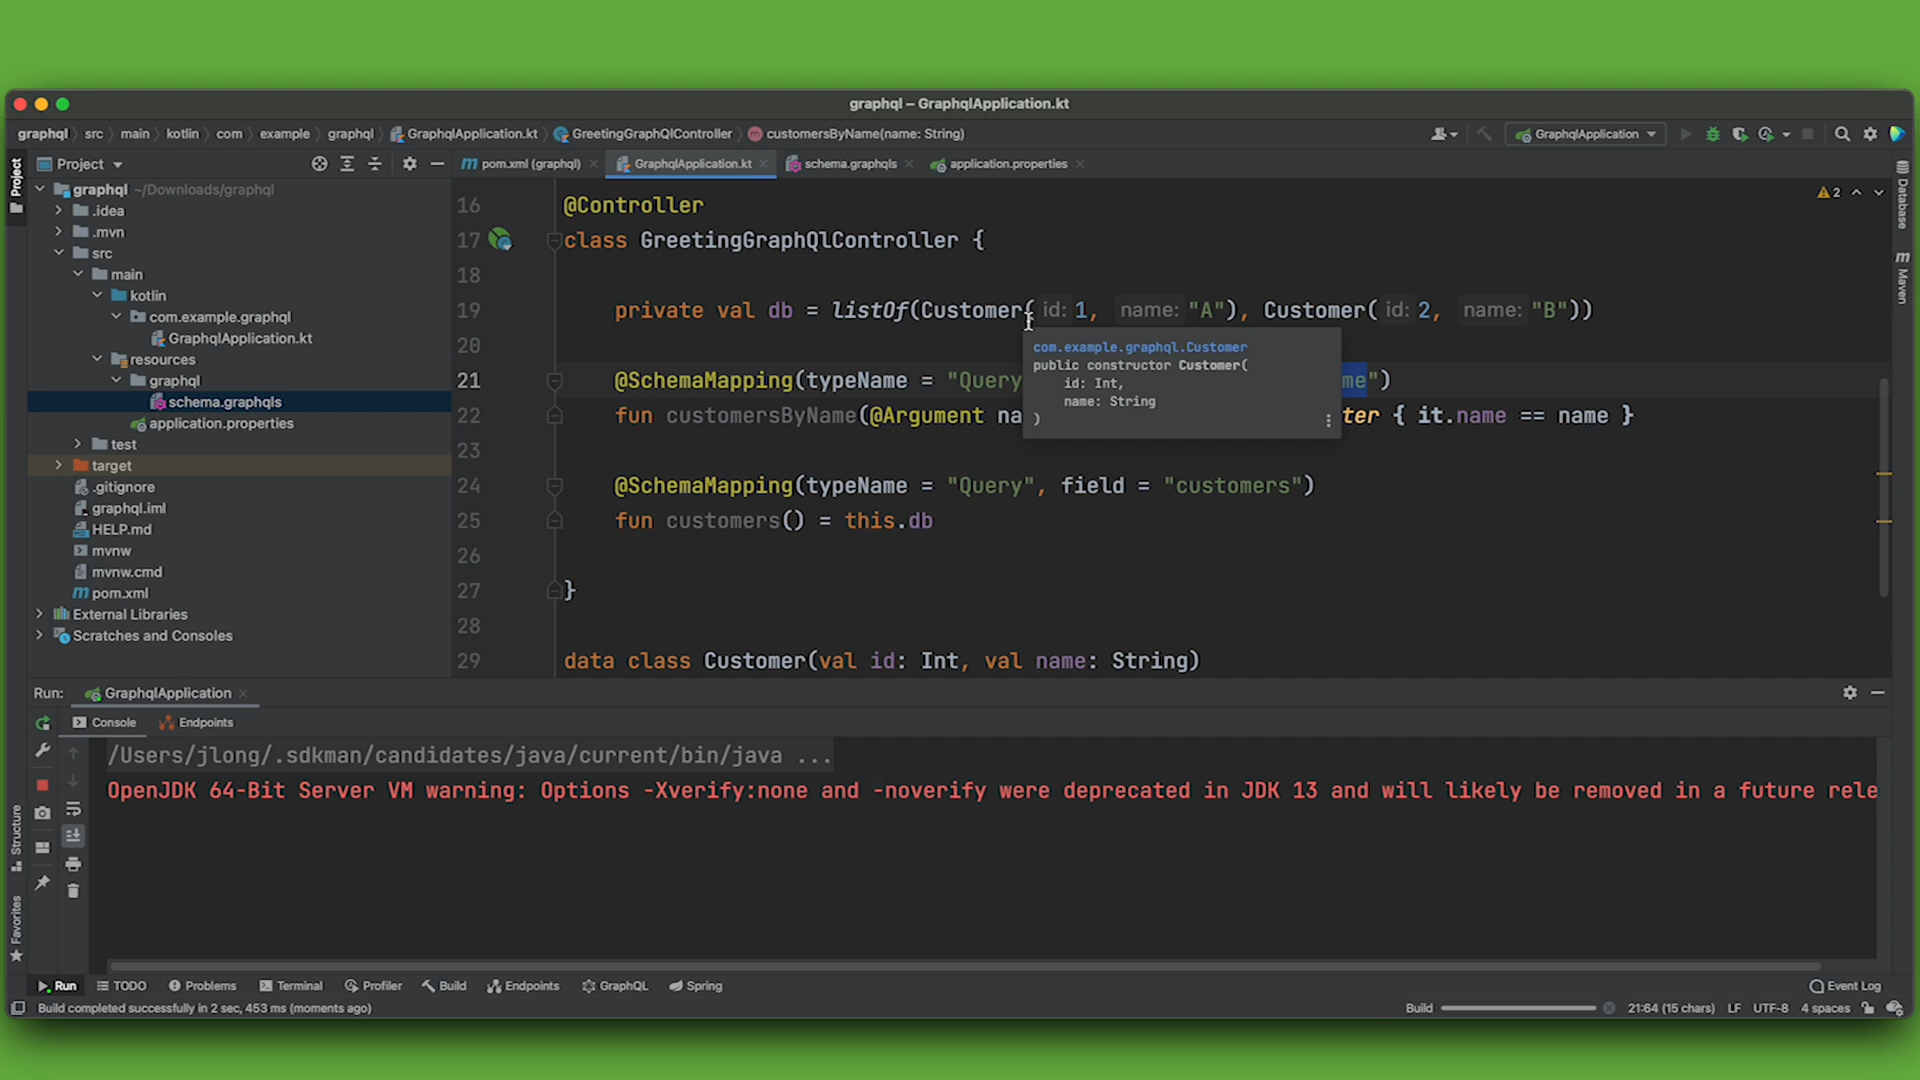 graphql – GraphqlApplication.kt
graphql src main kotlin com example graphql GraphqlApplication.kt GreetingGraphQlController customersByName(name: String) GraphqlApplication
Project pom.xml (graphql) GraphqlApplication.kt schema.graphqls application.properties
Project
graphql ~/Downloads/graphql
.idea
.mvn
src
main
kotlin
com.example.graphql
GraphqlApplication.kt
resources
graphql
schema.graphqls
application.properties
test
target
.gitignore
graphql.iml
HELP.md
mvnw
mvnw.cmd
pom.xml
External Libraries
Scratches and Consoles
2
Database
Maven
16 @Controller
17 class GreetingGraphQlController {
18
19 private val db = listOf(Customer( id: 1, name: "A"), Customer( id: 2, name: "B"))
20
21 @SchemaMapping(typeName = "Query me")
22 fun customersByName(@Argument na ter { it.name == name }
23
24 @SchemaMapping(typeName = "Query", field = "customers")
25 fun customers() = this.db
26
27 }
28
29 data class Customer(val id: Int, val name: String)
com.example.graphql.Customer
public constructor Customer(
id: Int,
name: String
)
Run: GraphqlApplication
Console Endpoints
/Users/jlong/.sdkman/candidates/java/current/bin/java ...
OpenJDK 64-Bit Server VM warning: Options -Xverify:none and -noverify were deprecated in JDK 13 and will likely be removed in a future rele
Structure
Favorites
Run TODO Problems Terminal Profiler Build Endpoints GraphQL Spring Event Log
Build completed successfully in 2 sec, 453 ms (moments ago) Build 21:64 (15 chars) LF UTF-8 4 spaces